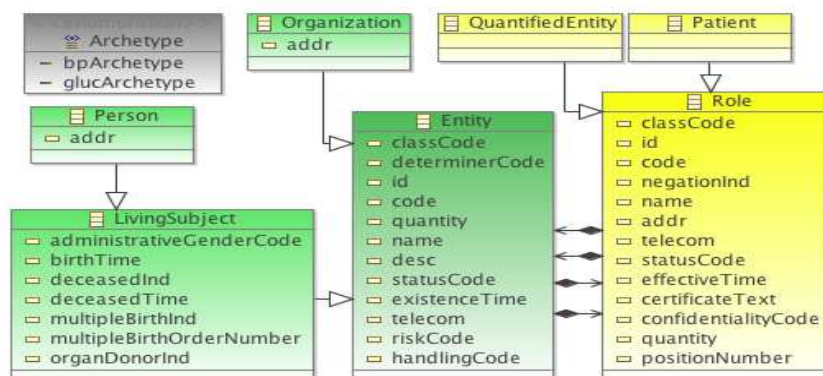 Archetype
bpArchetype
glucArchetype
Organization
addr
QuantifiedEntity
Patient
Person
addr
Entity
classCode
determinerCode
id
code
quantity
name
desc
statusCode
existenceTime
telecom
riskCode
handlingCode
Role
classCode
id
code
negationInd
name
addr
telecom
statusCode
effectiveTime
certificateText
confidentialityCode
quantity
positionNumber
LivingSubject
administrativeGenderCode
birthTime
deceasedInd
deceasedTime
multipleBirthInd
multipleBirthOrderNumber
organDonorInd